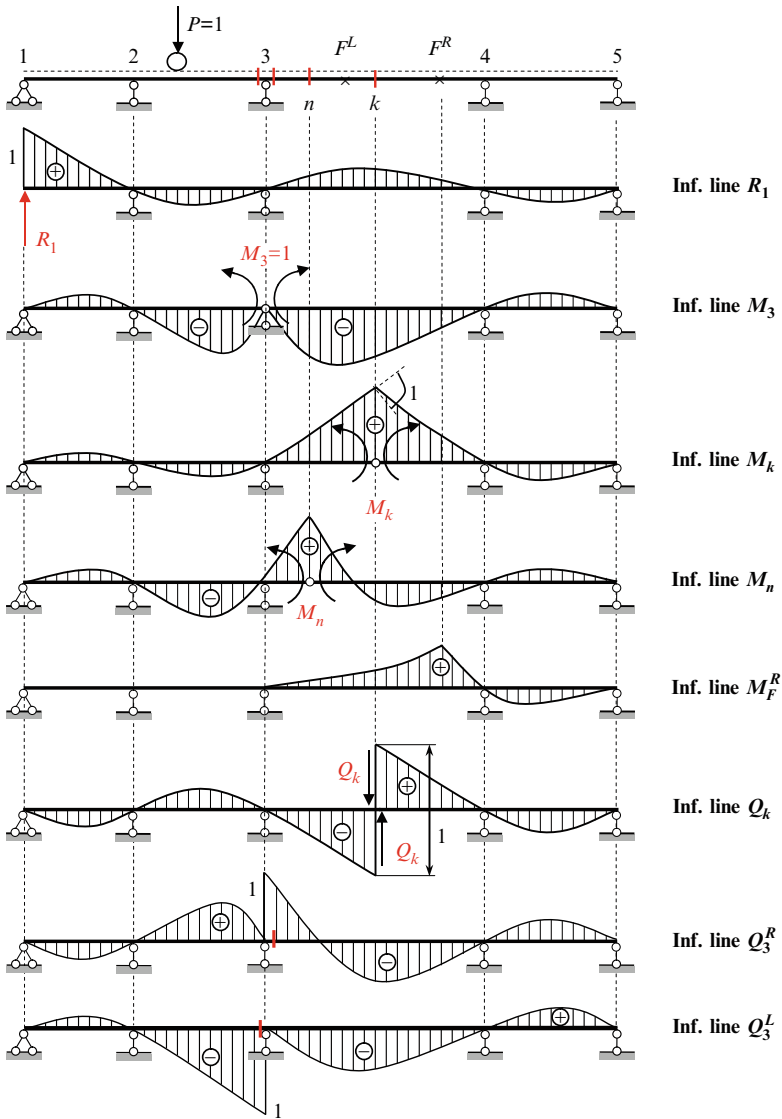 P=1
1 2 3 F^L F^R 4 5
n k
1 + Inf. line R_1
R_1
M_3=1
− − Inf. line M_3
1
+ Inf. line M_k
M_k
+ Inf. line M_n
−
M_n
+ Inf. line M_F^R
Q_k + Inf. line Q_k
− Q_k 1
1 + − Inf. line Q_3^R
− − + Inf. line Q_3^L
1